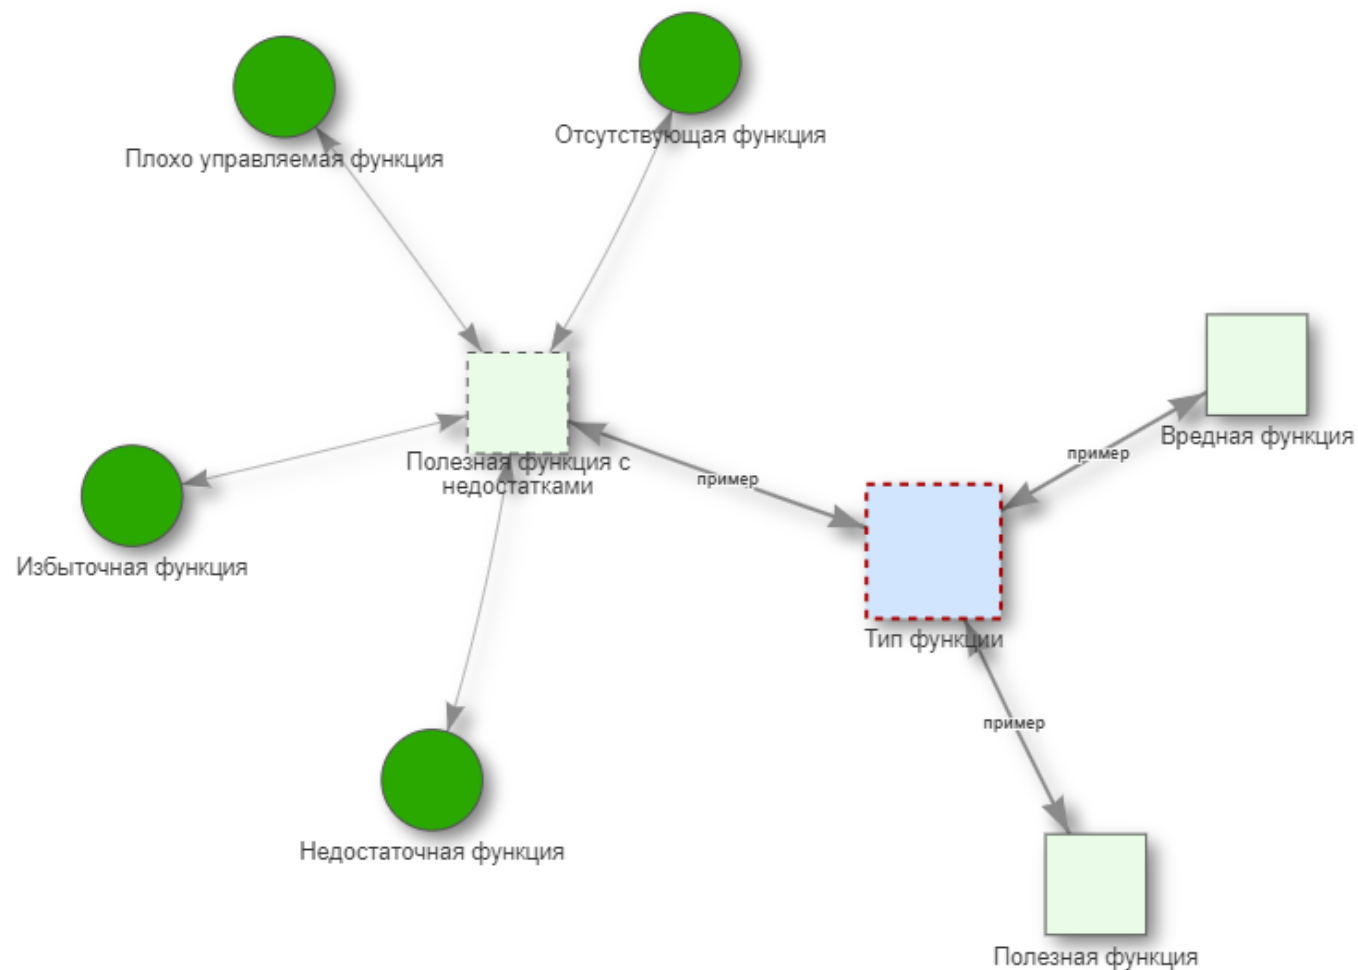 Отсутствующая функция
Плохо управляемая функция
Вредная функция
пример
Полезная функция с
недостатками
пример
Избыточная функция
Тип функции
пример
Недостаточная функция
Полезная функция